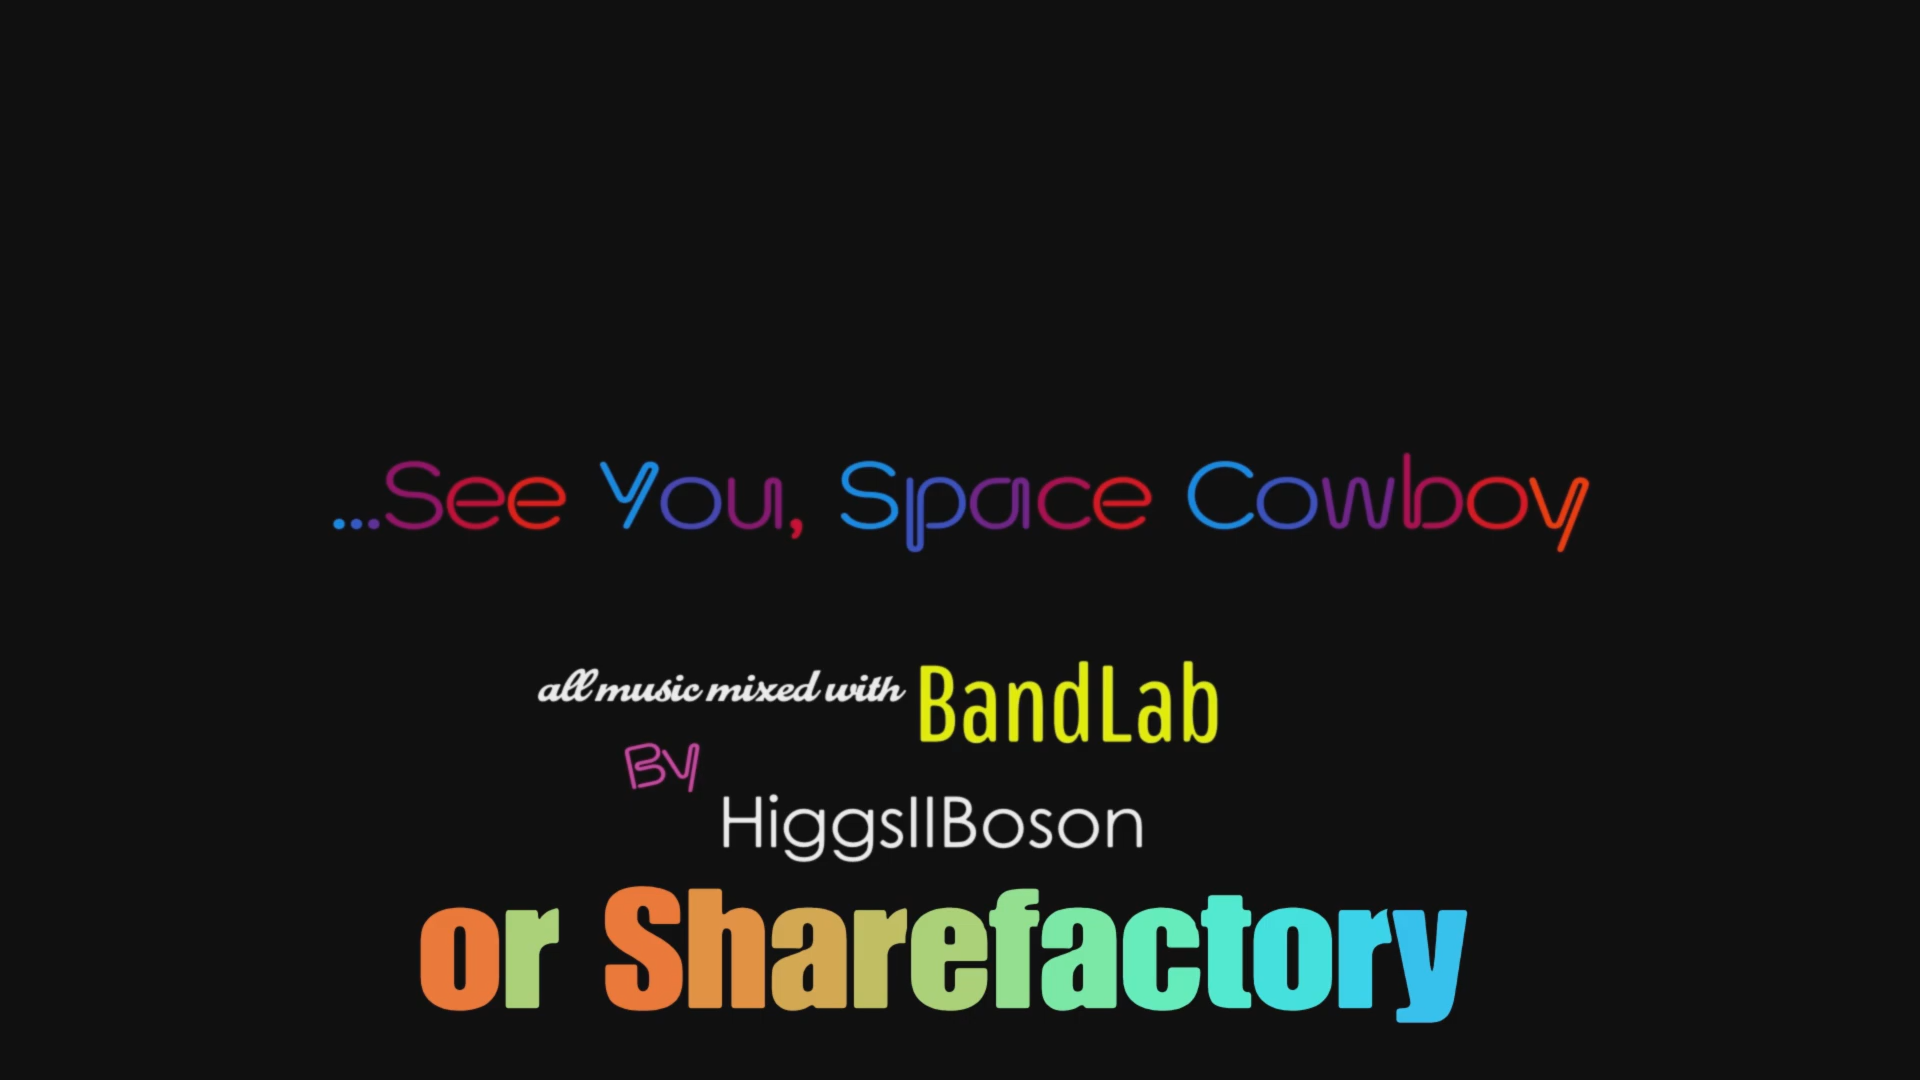 ...See You, Space Cowboy
all music mixed with BandLab
By
HiggsIIBoson
or Sharefactory